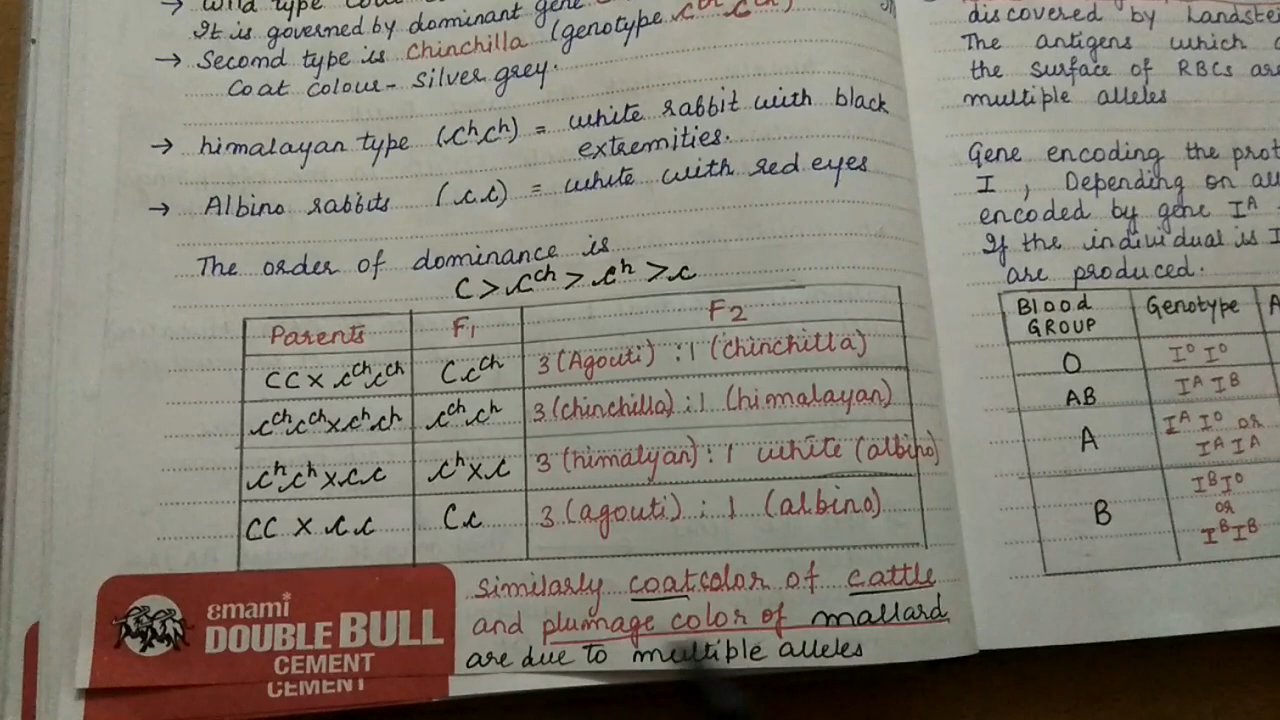 → wild type
It is governed by dominant gene
→ Second type is Chinchilla (genotype c^ch c^ch)
Coat colour - silver grey.
→ himalayan type (c^h c^h) = white rabbit with black
extremities.
→ Albino rabbits (cc) = white with red eyes
The order of dominance is
C > c^ch > c^h > c
Parents F₁ F₂
CC x c^ch c^ch Cc^ch 3 (Agouti) : 1 (chinchilla)
c^ch c^ch x c^h c^h c^ch c^h 3 (chinchilla) : 1 (himalayan)
c^h c^h x cc c^h x c 3 (himalyan) : 1 white (albino)
CC x cc Cc 3 (agouti) : 1 (albino)
similarly coat color of cattle
and plumage color of mallard
are due to multiple alleles
emami
DOUBLE BULL
CEMENT
CEMENT
discovered by Landste
The antigens which
the surface of RBCs are
multiple alleles
Gene encoding the prot
I , Depending on all
encoded by gene I^A
If the individual is I
are produced.
Blood Genotype A
GROUP
O I^O I^O
AB I^A I^B
A I^A I^O or
I^A I^A
B I^B I^O
or
I^B I^B